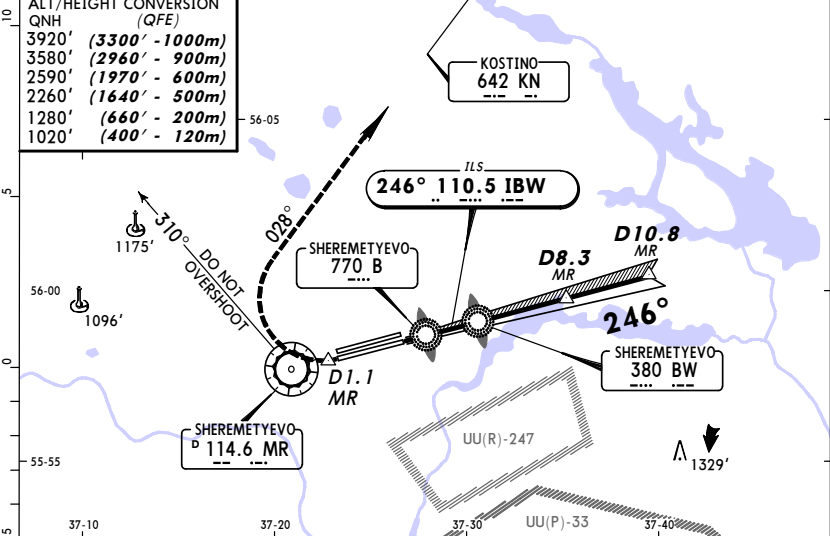 ALT/HEIGHT CONVERSION
QNH (QFE)
3920' (3300' - 1000m)
3580' (2960' - 900m)
2590' (1970' - 600m)
2260' (1640' - 500m)
1280' (660' - 200m)
1020' (400' - 120m)
10
56-05
KOSTINO
642 KN
ILS
246° 110.5 IBW
5
1175'
310°
DO NOT
OVERSHOOT
028°
SHEREMETYEVO
770 B
D8.3
MR
D10.8
MR
56-00
1096'
246°
0
D1.1
MR
SHEREMETYEVO
380 BW
SHEREMETYEVO
D 114.6 MR
UU(R)-247
55-55
1329'
5
37-10
37-20
37-30
37-40
UU(P)-33